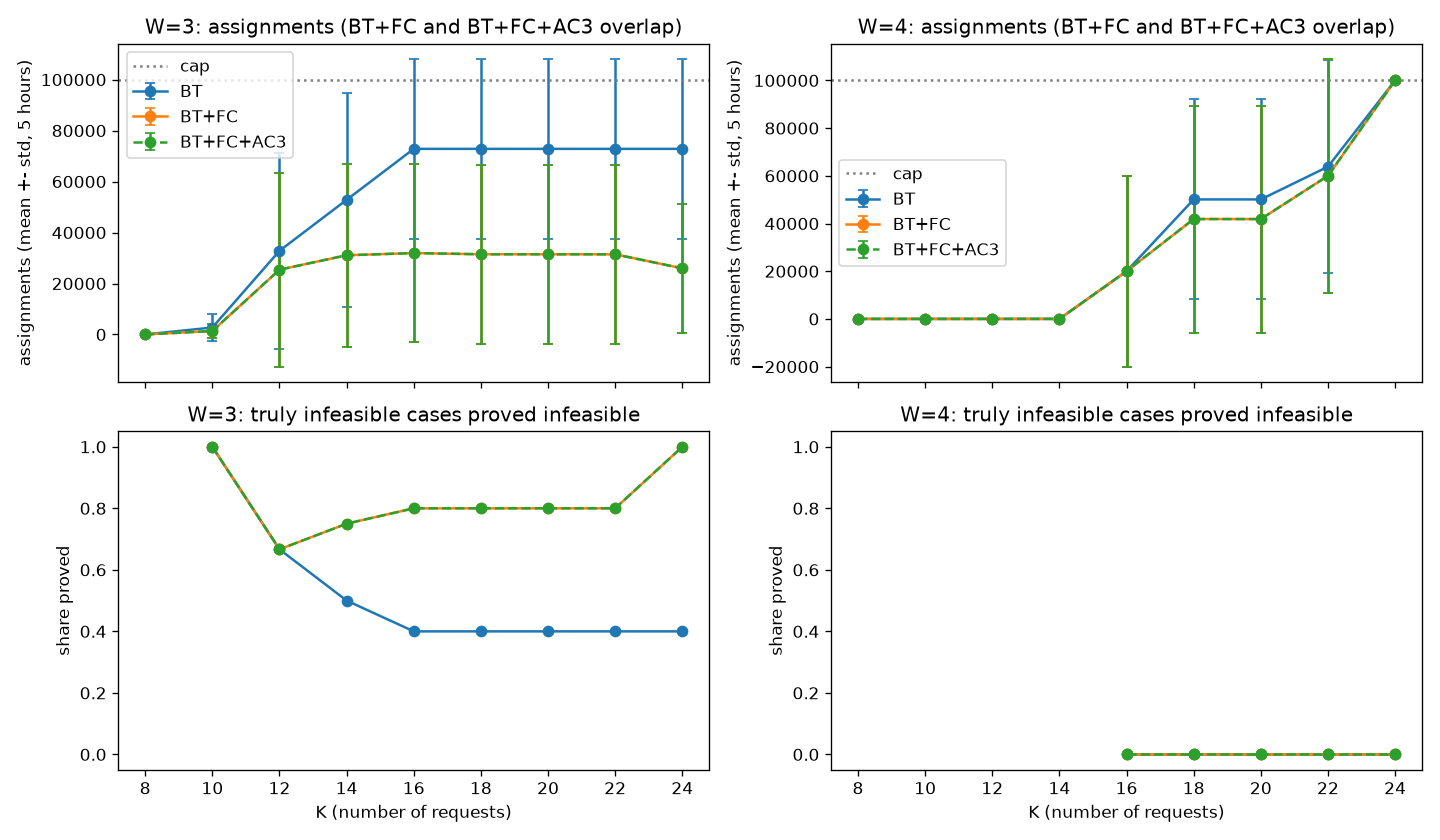 W=3: assignments (BT+FC and BT+FC+AC3 overlap)
assignments (mean +- std, 5 hours)
100000
80000
60000
40000
20000
0
cap
BT
BT+FC
BT+FC+AC3
W=4: assignments (BT+FC and BT+FC+AC3 overlap)
assignments (mean +- std, 5 hours)
100000
80000
60000
40000
20000
0
−20000
cap
BT
BT+FC
BT+FC+AC3
W=3: truly infeasible cases proved infeasible
share proved
1.0
0.8
0.6
0.4
0.2
0.0
8 10 12 14 16 18 20 22 24
K (number of requests)
W=4: truly infeasible cases proved infeasible
share proved
1.0
0.8
0.6
0.4
0.2
0.0
8 10 12 14 16 18 20 22 24
K (number of requests)